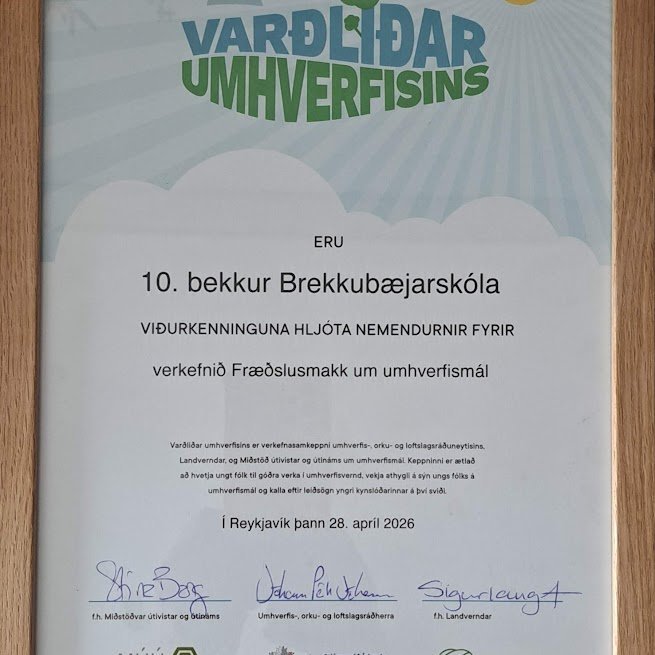 VARÐLIÐAR
UMHVERFISINS
ERU
10. bekkur Brekkubæjarskóla
VIÐURKENNINGUNA HLJÓTA NEMENDURNIR FYRIR
verkefnið Fræðslusmakk um umhverfismál
Varðliðar umhverfisins er verkefnasamkeppni umhverfis-, orku- og loftslagsráðuneytisins,
Landverndar, og Miðstöð útivistar og útináms um umhverfismál. Keppninni er ætlað
að hvetja ungt fólk til góðra verka í umhverfisvernd, vekja athygli á sýn ungs fólks á
umhverfismál og kalla eftir leiðsögn yngri kynslóðarinnar á því sviði.
Í Reykjavík þann 28. apríl 2026
Sigurlaug A
f.h. Miðstöðvar útivistar og útináms
Umhverfis-, orku- og loftslagsráðherra
f.h. Landverndar